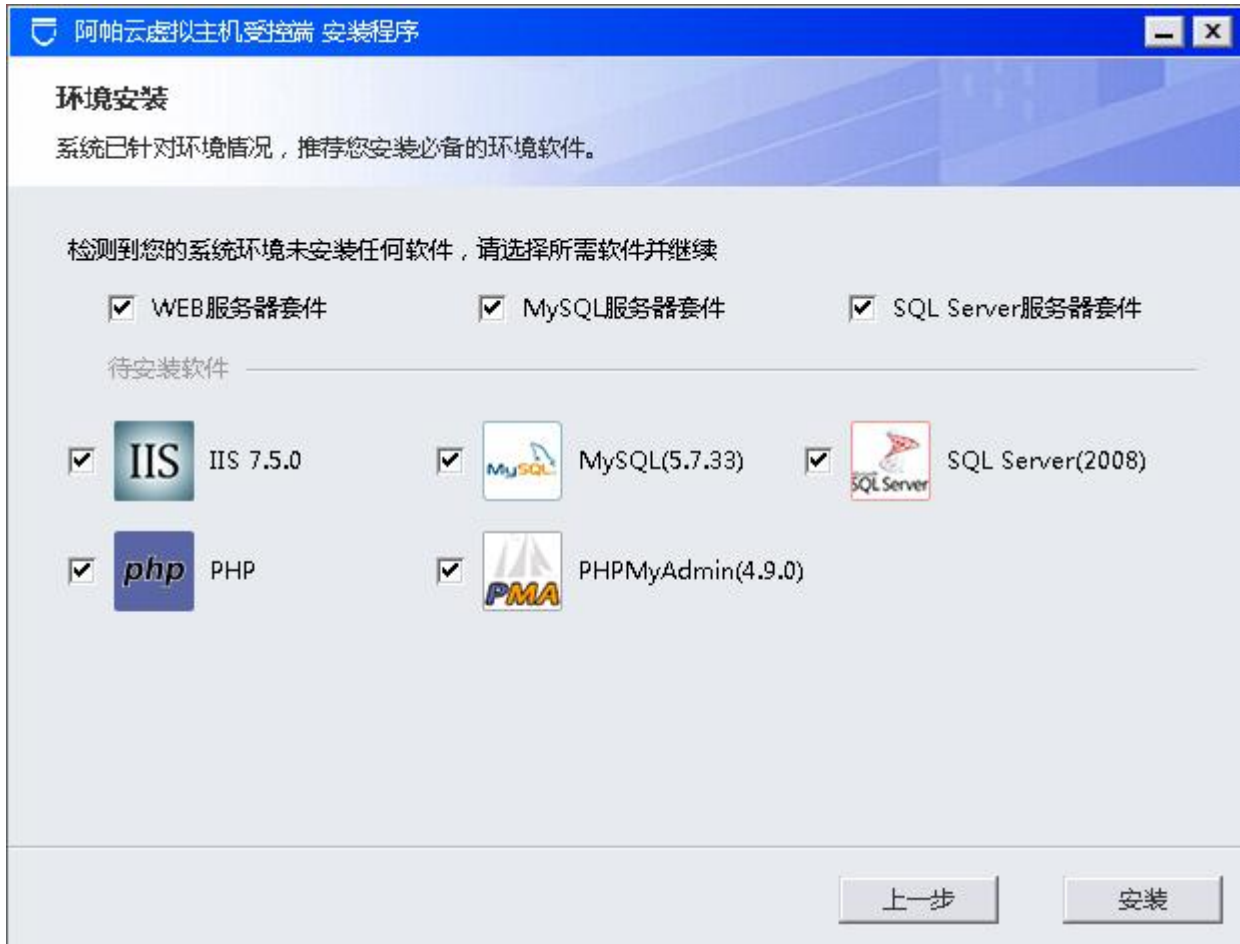 阿帕云虚拟主机受控端 安装程序
环境安装
系统已针对环境情况，推荐您安装必备的环境软件。
检测到您的系统环境未安装任何软件，请选择所需软件并继续
WEB服务器套件 MySQL服务器套件 SQL Server服务器套件
待安装软件
IIS IIS 7.5.0 MySQL MySQL(5.7.33) SQL Server SQL Server(2008)
php PHP PMA PHPMyAdmin(4.9.0)
上一步 安装